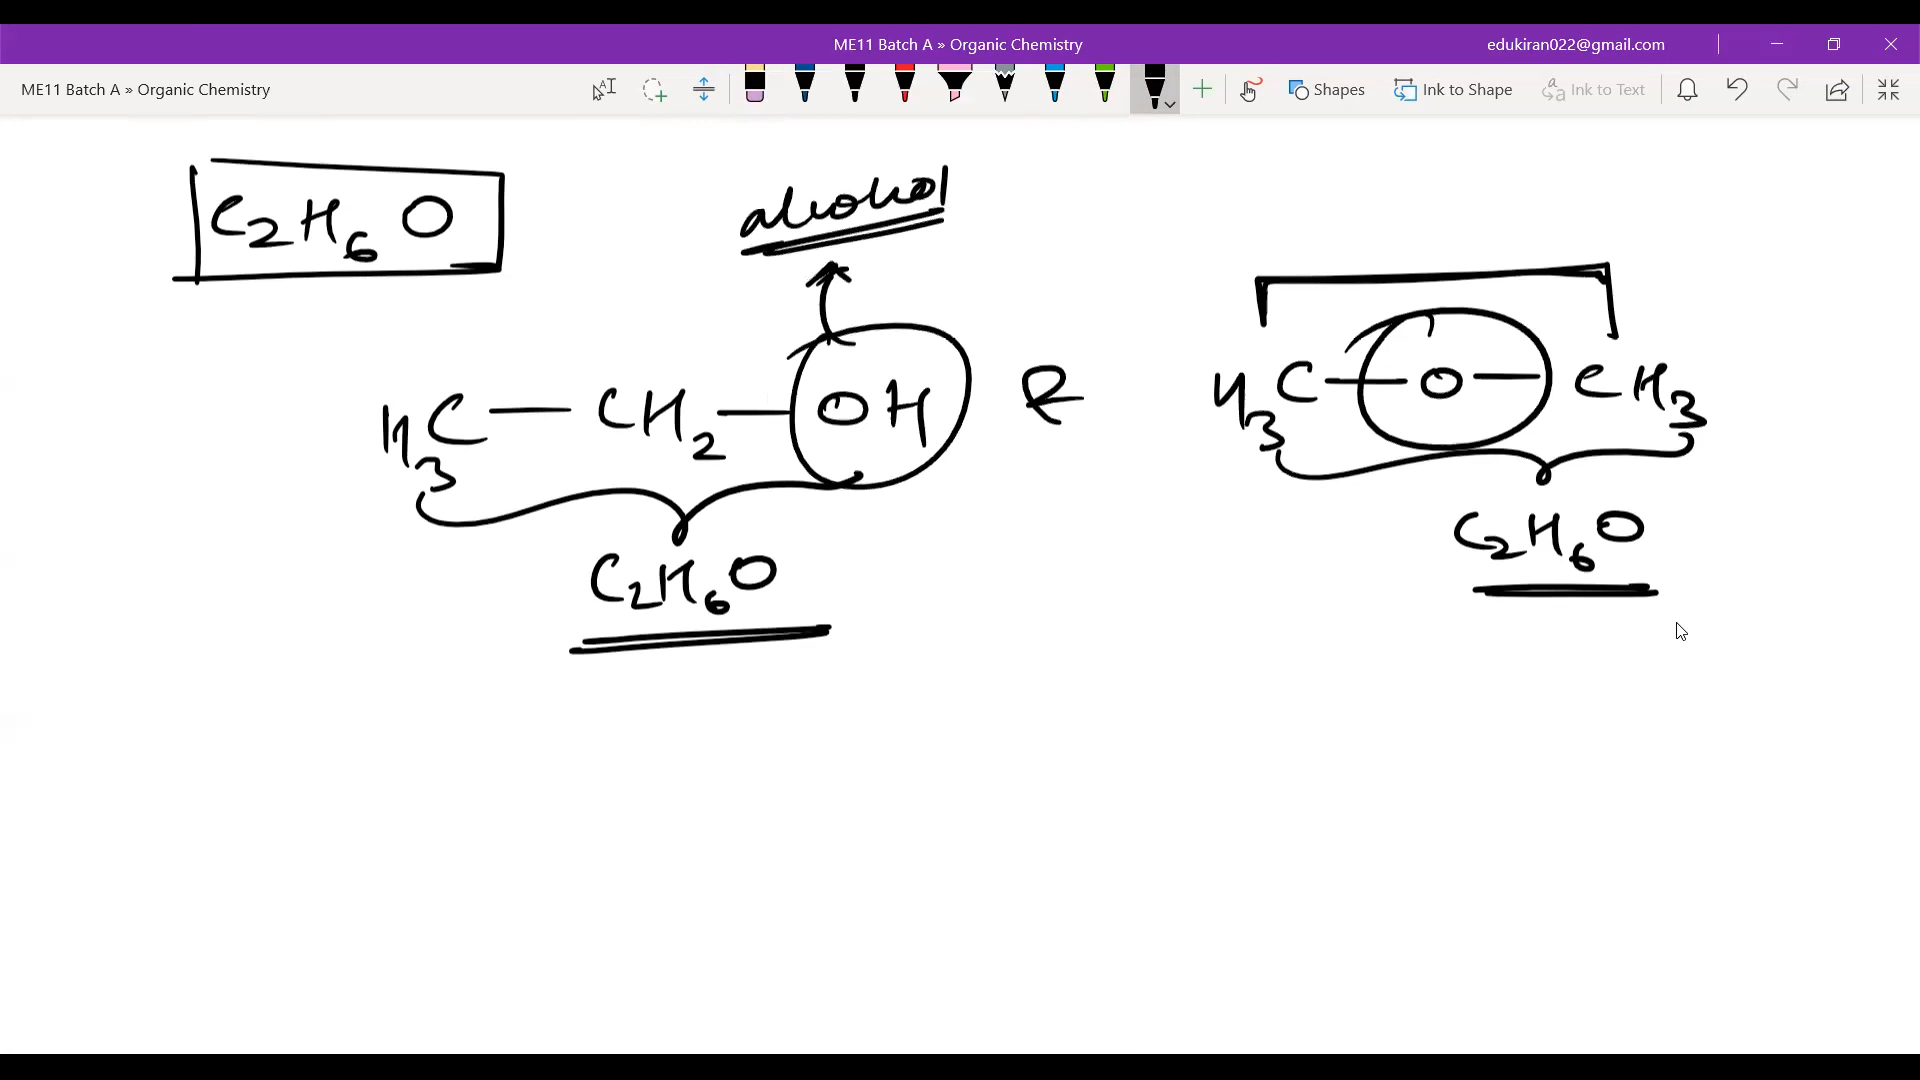 ME11 Batch A » Organic Chemistry
edukiran022@gmail.com
ME11 Batch A » Organic Chemistry
Shapes
Ink to Shape
Ink to Text
C2H6O
alcohol
H3C — CH2 — OH & H3C — O — CH3
C2H6O
C2H6O